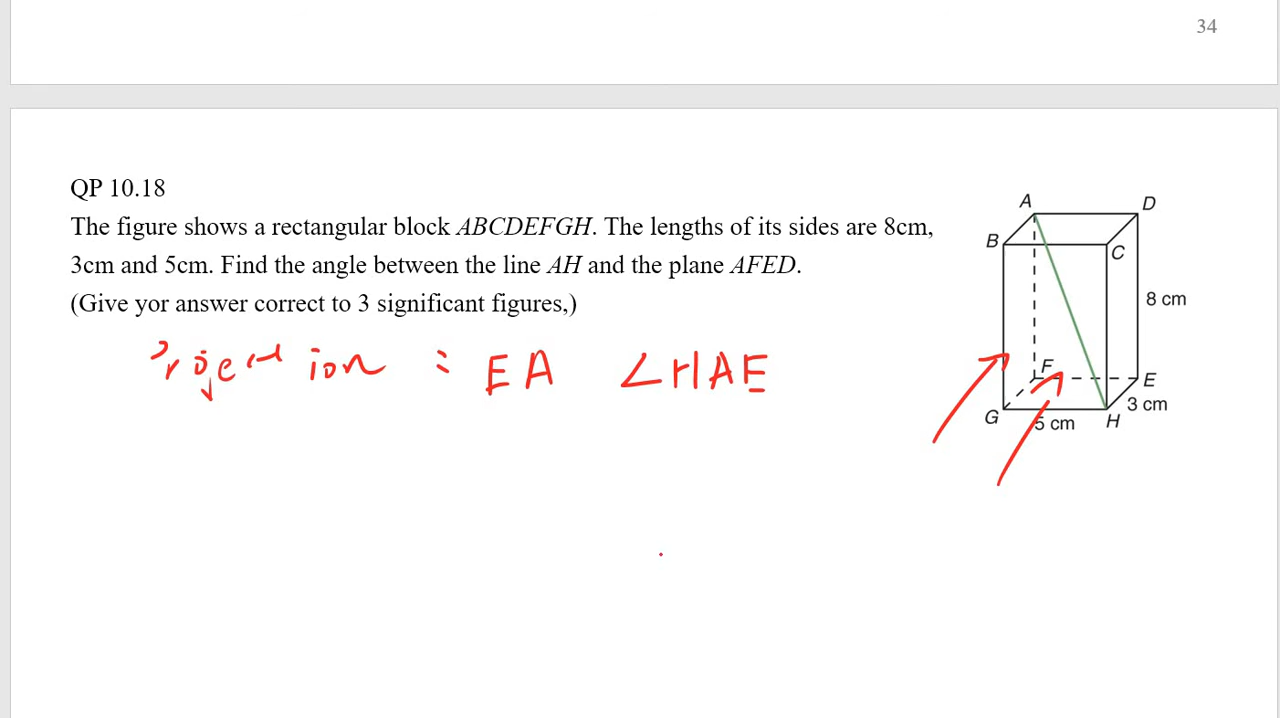 34
QP 10.18
The figure shows a rectangular block ABCDEFGH. The lengths of its sides are 8cm,
3cm and 5cm. Find the angle between the line AH and the plane AFED.
(Give yor answer correct to 3 significant figures,)
Projection : EA ∠HAE
A
D
B
C
8 cm
F
E
3 cm
G
5 cm
H